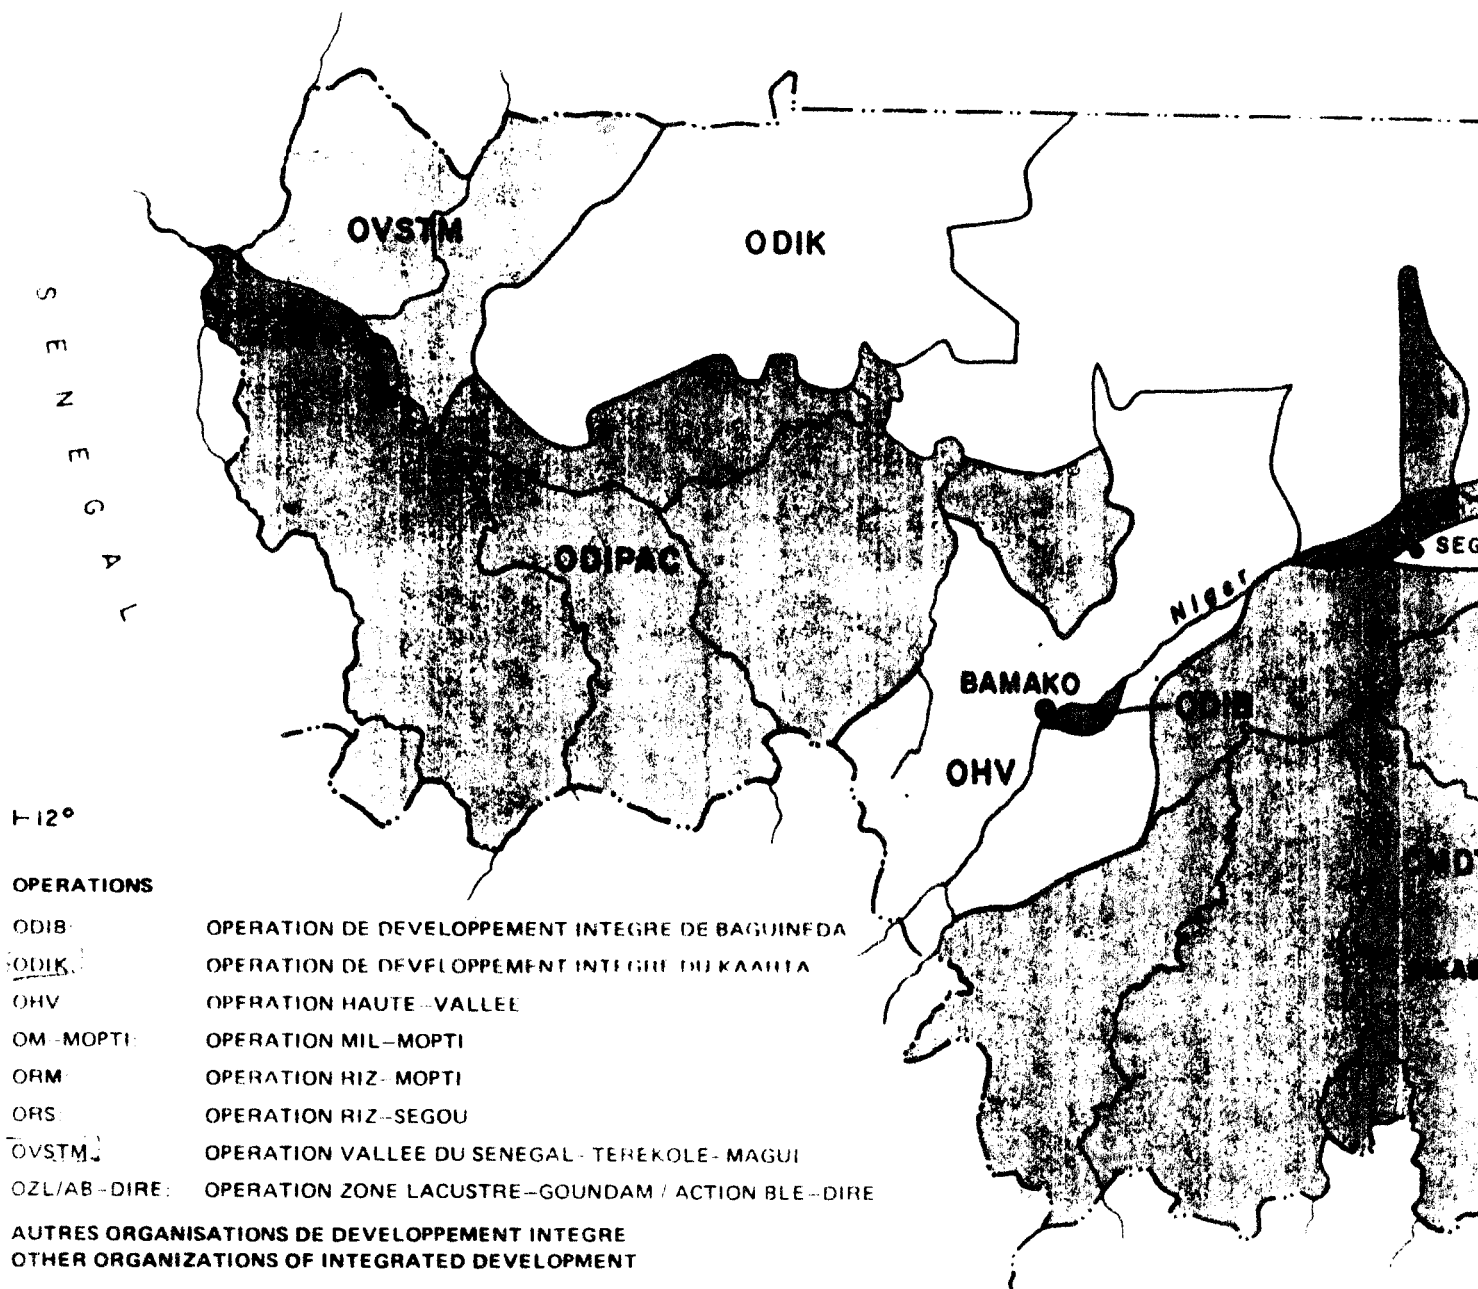 OVSTM
ODIK
SENEGAL
SEG
ODIPAC
Niger
BAMAKO
ODIB
OHV
12°
OPERATIONS
ODIB: OPERATION DE DEVELOPPEMENT INTEGRE DE BAGUINEDA
ODIK: OPERATION DE DEVELOPPEMENT INTEGRE DU KAARTA
OHV OPERATION HAUTE-VALLEE
OM-MOPTI: OPERATION MIL-MOPTI
ORM OPERATION RIZ-MOPTI
ORS OPERATION RIZ-SEGOU
OVSTM: OPERATION VALLEE DU SENEGAL-TEREKOLE-MAGUI
OZL/AB-DIRE: OPERATION ZONE LACUSTRE-GOUNDAM / ACTION BLE-DIRE
AUTRES ORGANISATIONS DE DEVELOPPEMENT INTEGRE
OTHER ORGANIZATIONS OF INTEGRATED DEVELOPMENT